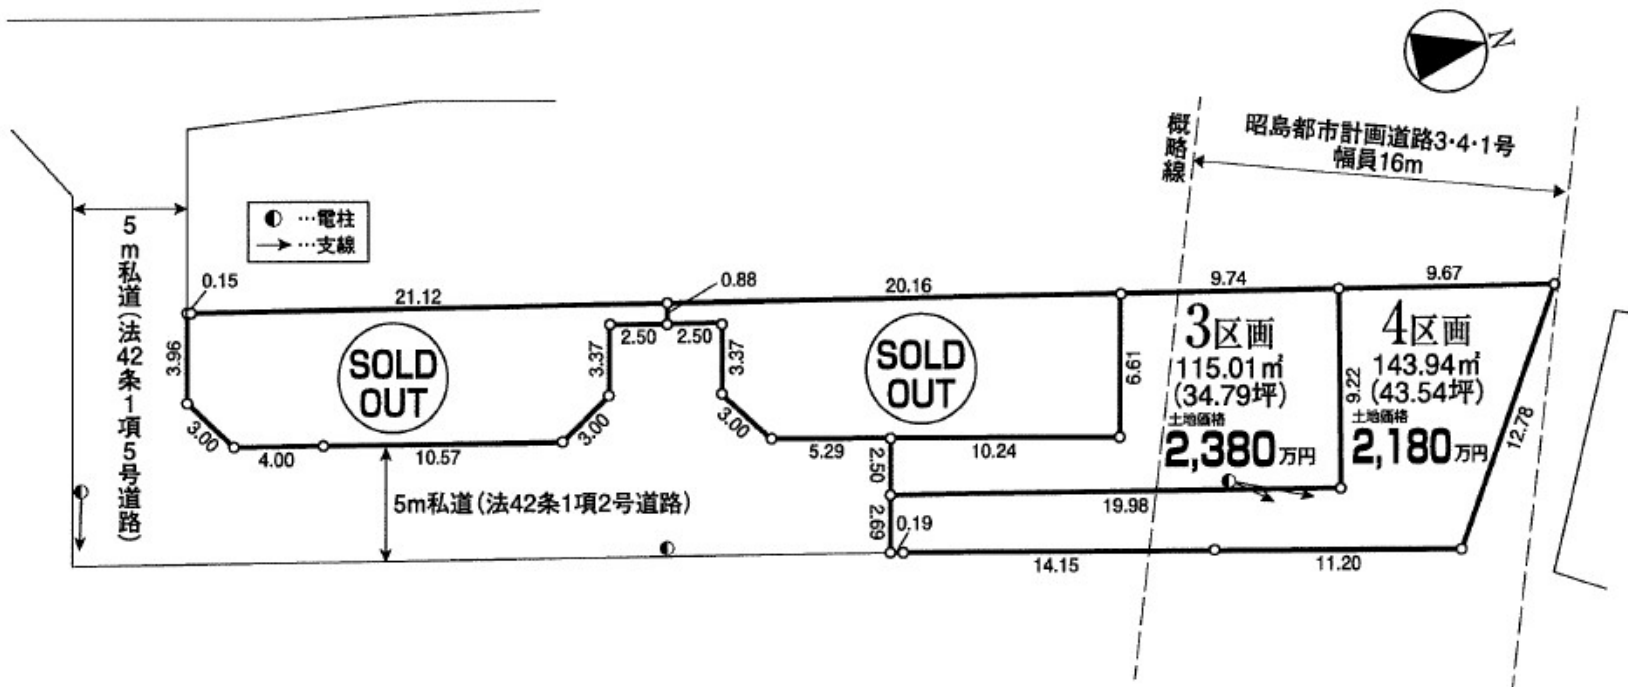 N
昭島都市計画道路3・4・1号
幅員16m
概略線
5m私道(法42条1項5号道路)
…電柱
…支線
0.15
21.12
0.88
20.16
9.74
9.67
3.96
3.00
4.00
10.57
3.00
3.37
2.50
2.50
3.37
3.00
5.29
10.24
6.61
SOLD
OUT
SOLD
OUT
3区画
115.01㎡
(34.79坪)
土地価格
2,380万円
9.22
4区画
143.94㎡
(43.54坪)
土地価格
2,180万円
12.78
2.50
19.98
2.69
0.19
14.15
11.20
5m私道(法42条1項2号道路)